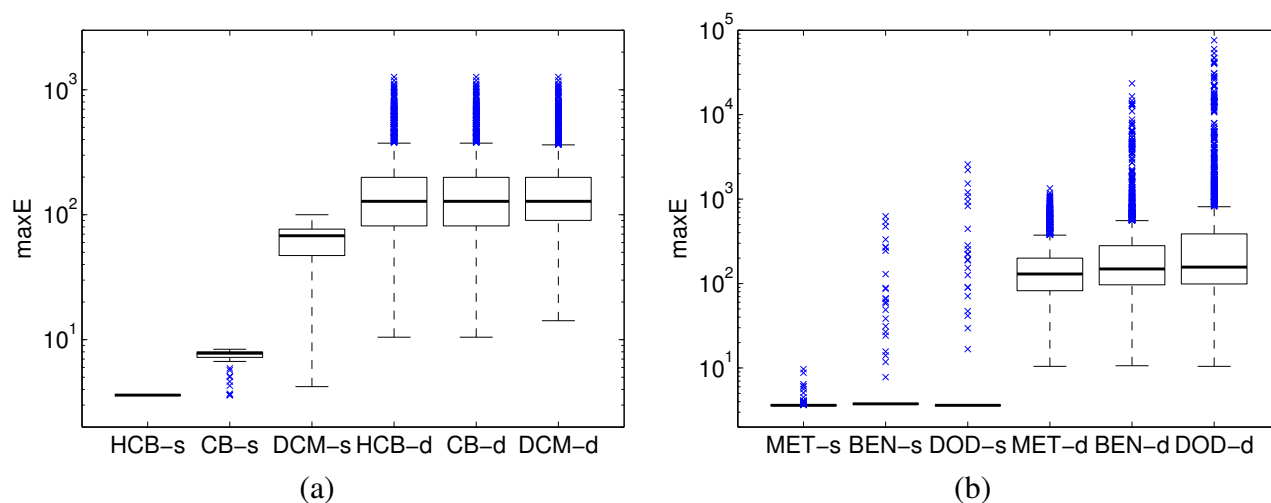 10^3
10^2
10^1
maxE
HCB−s CB−s DCM−s HCB−d CB−d DCM−d
(a)
10^5
10^4
10^3
10^2
10^1
maxE
MET−s BEN−s DOD−s MET−d BEN−d DOD−d
(b)